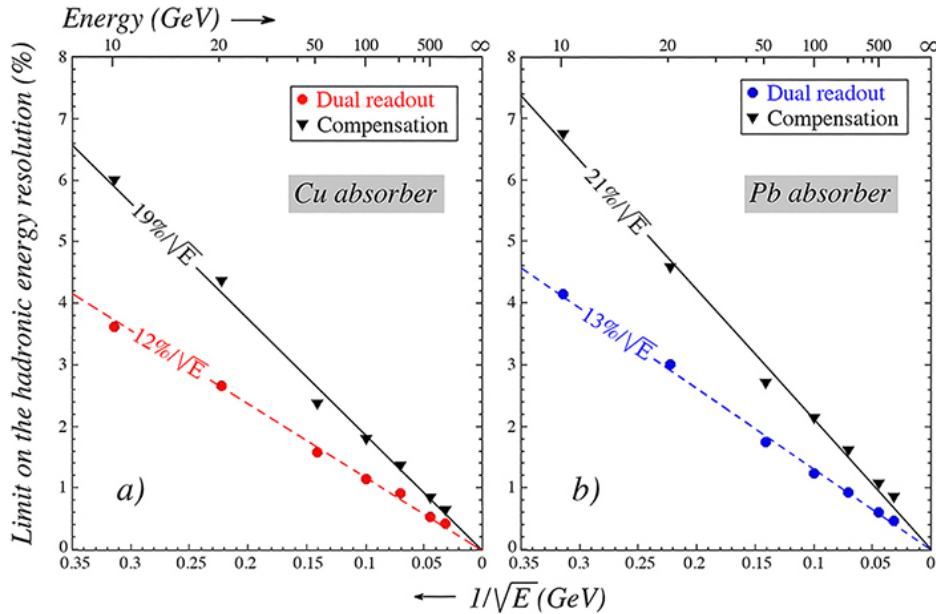 Energy (GeV) →
10 20 50 100 500 ∞
10 20 50 100 500 ∞
Limit on the hadronic energy resolution (%)
8
7
6
5
4
3
2
1
0
Dual readout
Compensation
Cu absorber
19%/√E
12%/√E
a)
0.35 0.3 0.25 0.2 0.15 0.1 0.05 0
8
7
6
5
4
3
2
1
0
Dual readout
Compensation
Pb absorber
21%/√E
13%/√E
b)
0.35 0.3 0.25 0.2 0.15 0.1 0.05 0
← 1/√E (GeV)